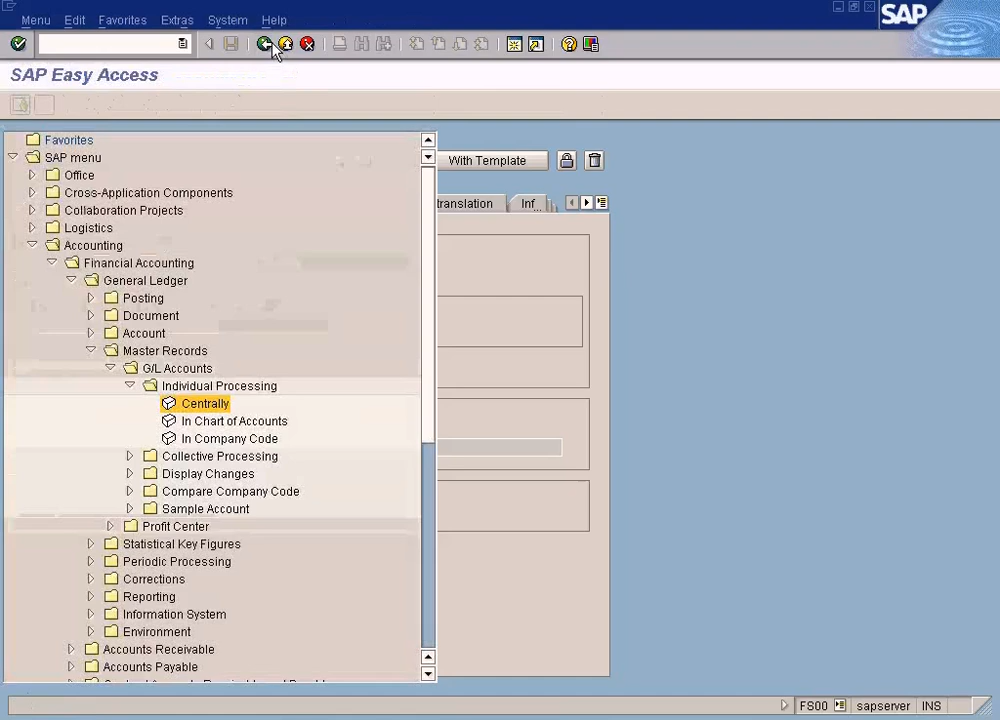 Menu Edit Favorites Extras System Help
SAP
SAP Easy Access
Favorites
SAP menu
With Template
Office
Cross-Application Components
translation Inf...
Collaboration Projects
Logistics
Accounting
Financial Accounting
General Ledger
Posting
Document
Account
Master Records
G/L Accounts
Individual Processing
Centrally
In Chart of Accounts
In Company Code
Collective Processing
Display Changes
Compare Company Code
Sample Account
Profit Center
Statistical Key Figures
Periodic Processing
Corrections
Reporting
Information System
Environment
Accounts Receivable
Accounts Payable
FS00 sapserver INS